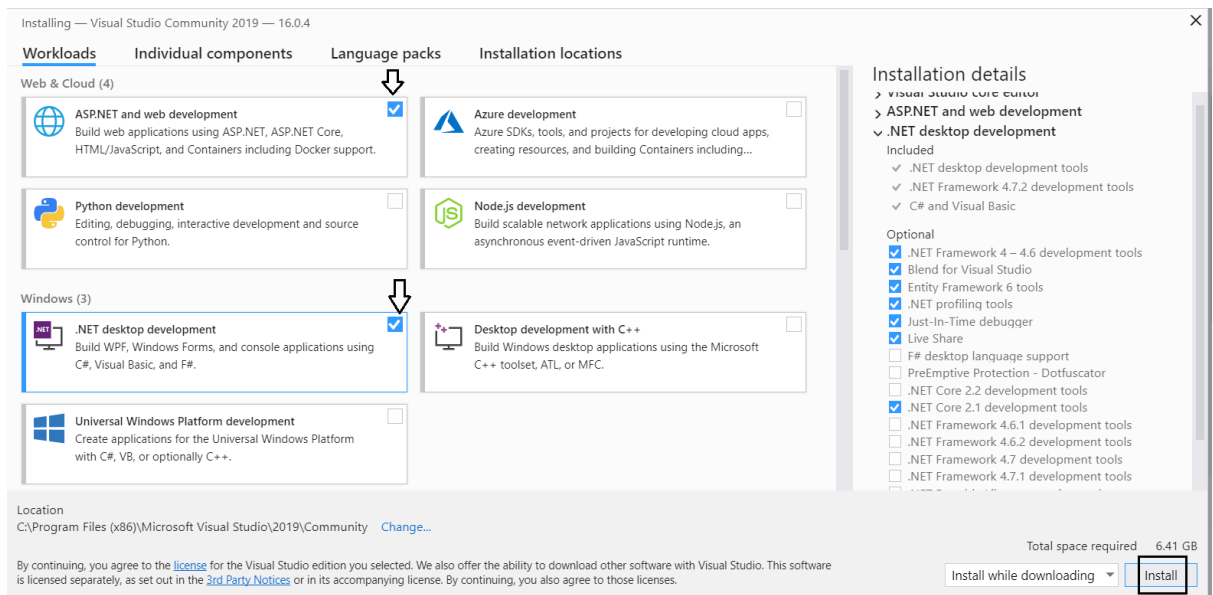 Installing — Visual Studio Community 2019 — 16.0.4
Workloads
Individual components
Language packs
Installation locations
Web & Cloud (4)
ASP.NET and web development
Build web applications using ASP.NET, ASP.NET Core,
HTML/JavaScript, and Containers including Docker support.
Azure development
Azure SDKs, tools, and projects for developing cloud apps,
creating resources, and building Containers including...
Python development
Editing, debugging, interactive development and source
control for Python.
JS
Node.js development
Build scalable network applications using Node.js, an
asynchronous event-driven JavaScript runtime.
Windows (3)
.NET
.NET desktop development
Build WPF, Windows Forms, and console applications using
C#, Visual Basic, and F#.
Desktop development with C++
Build Windows desktop applications using the Microsoft
C++ toolset, ATL, or MFC.
Universal Windows Platform development
Create applications for the Universal Windows Platform
with C#, VB, or optionally C++.
Installation details
Visual Studio core editor
ASP.NET and web development
.NET desktop development
Included
.NET desktop development tools
.NET Framework 4.7.2 development tools
C# and Visual Basic
Optional
.NET Framework 4 – 4.6 development tools
Blend for Visual Studio
Entity Framework 6 tools
.NET profiling tools
Just-In-Time debugger
Live Share
F# desktop language support
PreEmptive Protection - Dotfuscator
.NET Core 2.2 development tools
.NET Core 2.1 development tools
.NET Framework 4.6.1 development tools
.NET Framework 4.6.2 development tools
.NET Framework 4.7 development tools
.NET Framework 4.7.1 development tools
Location
C:\Program Files (x86)\Microsoft Visual Studio\2019\Community Change...
Total space required 6.41 GB
By continuing, you agree to the license for the Visual Studio edition you selected. We also offer the ability to download other software with Visual Studio. This software
is licensed separately, as set out in the 3rd Party Notices or in its accompanying license. By continuing, you also agree to those licenses.
Install while downloading
Install